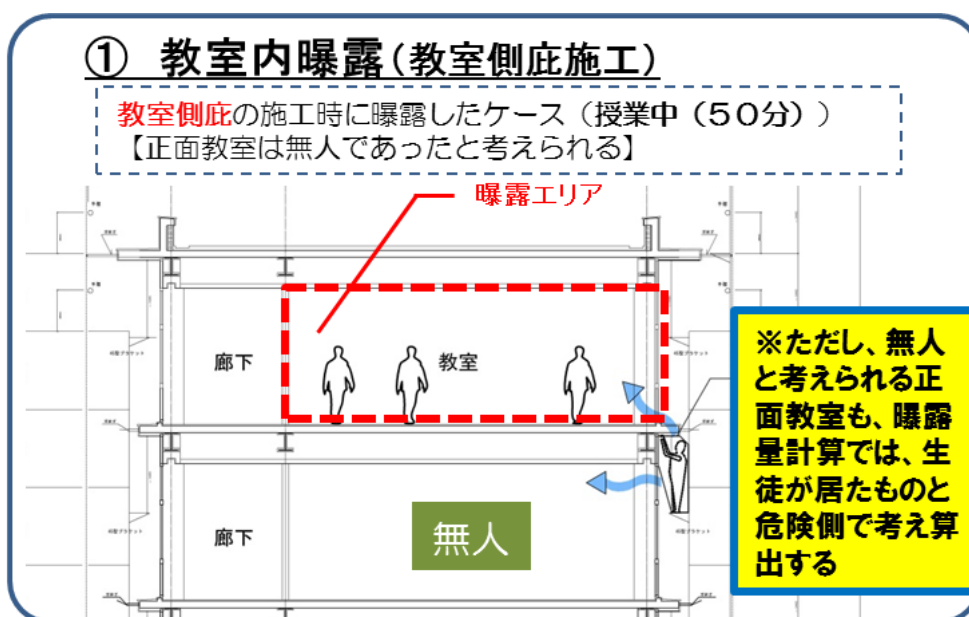 ① 教室内曝露(教室側庇施工)
教室側庇の施工時に曝露したケース（授業中（５０分））
【正面教室は無人であったと考えられる】
曝露エリア
廊下
教室
※ただし、無人
と考えられる正
面教室も、曝露
量計算では、生
徒が居たものと
危険側で考え算
出する
廊下
無人